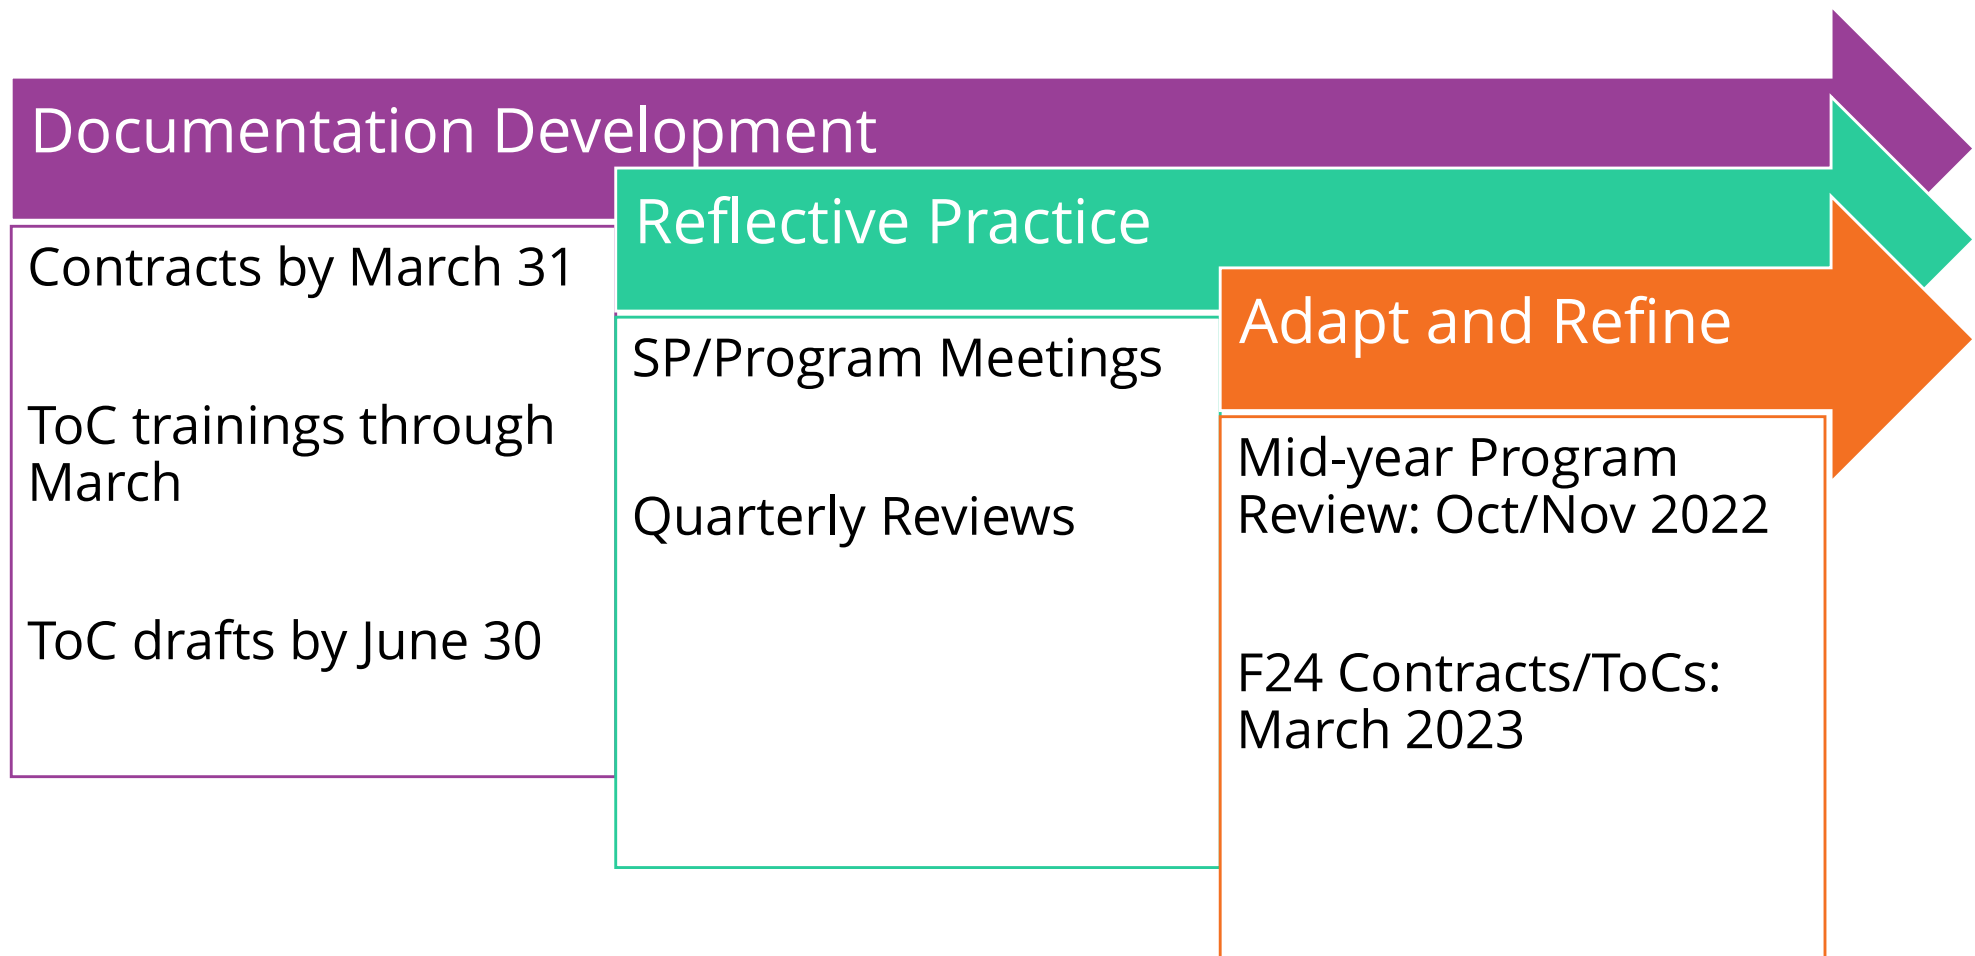 Documentation Development
Contracts by March 31
ToC trainings through
March
ToC drafts by June 30
Reflective Practice
SP/Program Meetings
Quarterly Reviews
Adapt and Refine
Mid-year Program
Review: Oct/Nov 2022
F24 Contracts/ToCs:
March 2023